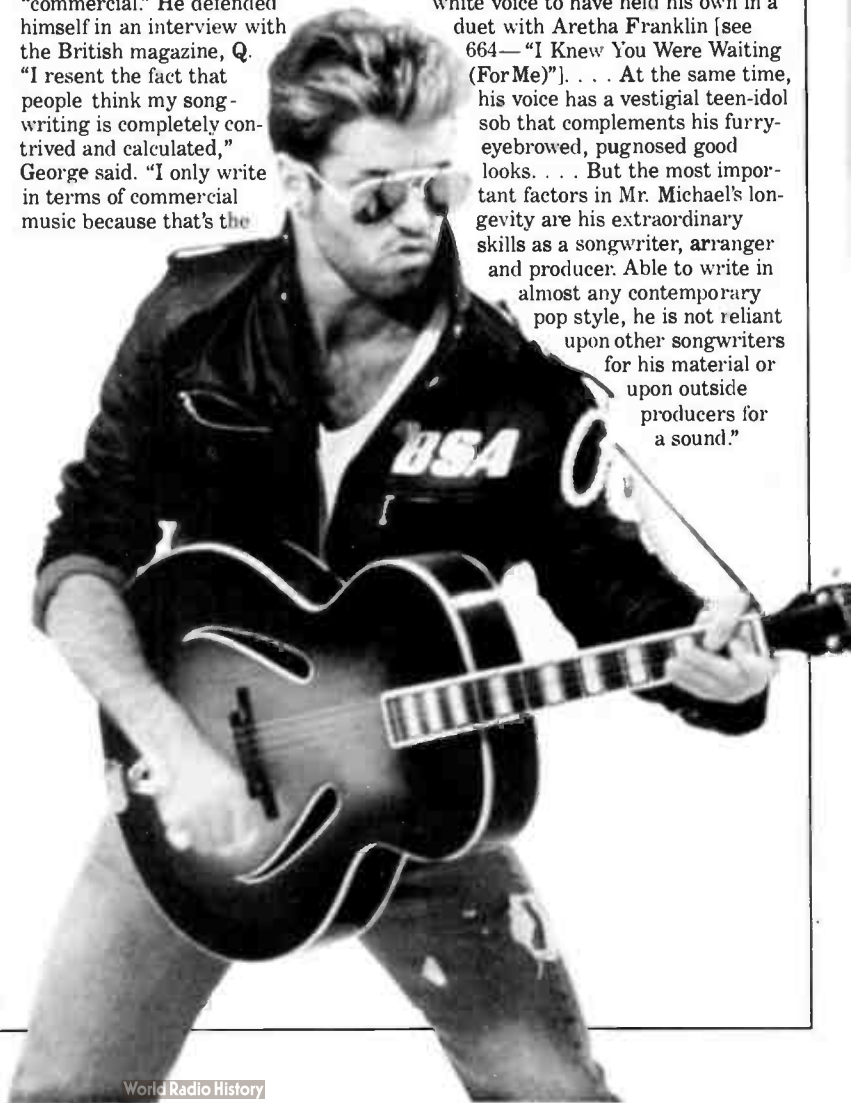 "commercial." He defended
himself in an interview with
the British magazine, Q.
"I resent the fact that
people think my song-
writing is completely con-
trived and calculated,"
George said. "I only write
in terms of commercial
music because that's the
white voice to have held his own in a
duet with Aretha Franklin [see
664—"I Knew You Were Waiting
(For Me)"]. . . . At the same time,
his voice has a vestigial teen-idol
sob that complements his furry-
eyebrowed, pugnosed good
looks. . . . But the most impor-
tant factors in Mr. Michael's lon-
gevity are his extraordinary
skills as a songwriter, arranger
and producer. Able to write in
almost any contemporary
pop style, he is not reliant
upon other songwriters
for his material or
upon outside
producers for
a sound."
USA
World Radio History